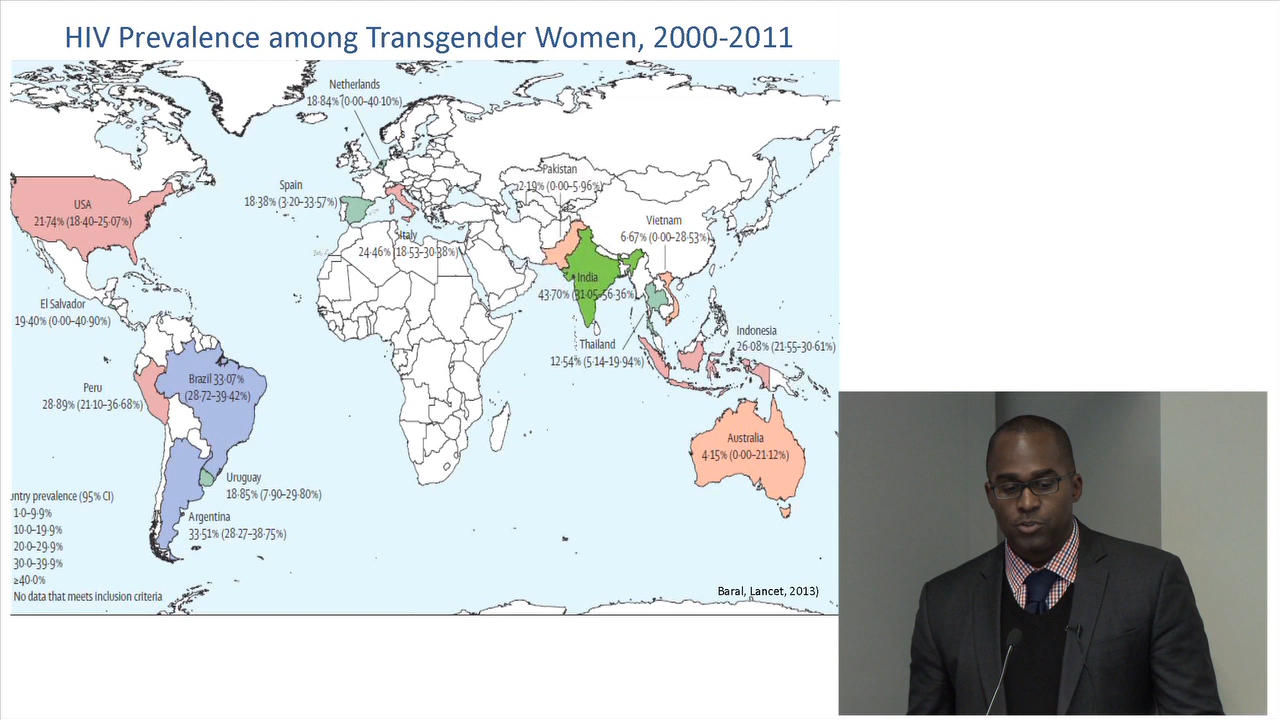 HIV Prevalence among Transgender Women, 2000-2011
Netherlands
18·84% (0·00–40·10%)
Pakistan
2·19% (0·00–5·96%)
Spain
18·38% (3·20–33·57%)
USA
21·74% (18·40–25·07%)
Vietnam
6·67% (0·00–28·53%)
Italy
24·46% (18·53–30·38%)
India
43·70% (31·05–56·36%)
El Salvador
19·40% (0·00–40·90%)
Thailand
12·54% (5·14–19·94%)
Indonesia
26·08% (21·55–30·61%)
Peru
28·89% (21·10–36·68%)
Brazil 33·07%
(28·72–39·42%)
Australia
4·15% (0·00–21·12%)
Uruguay
18·85% (7·90–29·80%)
Argentina
33·51% (28·27–38·75%)
untry prevalence (95% CI)
1·0–9·9%
10·0–19·9%
20·0–29·9%
30·0–39·9%
≥40·0%
No data that meets inclusion criteria
Baral, Lancet, 2013)